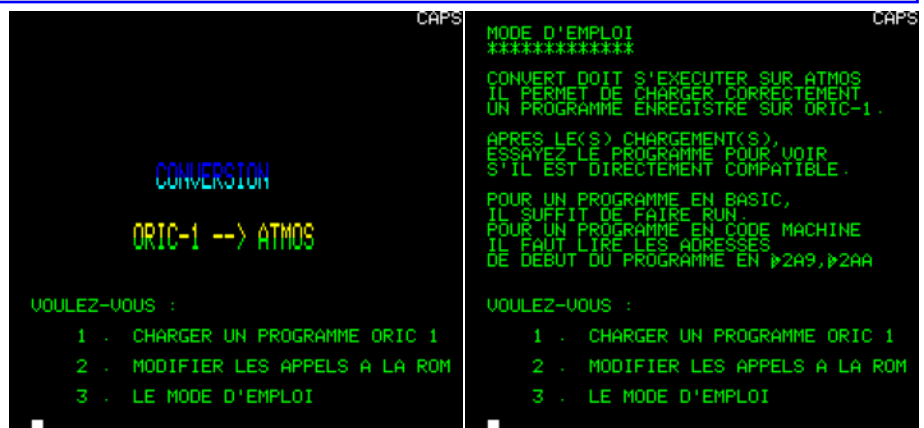 CAPS
CONVERSION
ORIC-1 --> ATMOS
VOULEZ-VOUS :
1 . CHARGER UN PROGRAMME ORIC 1
2 . MODIFIER LES APPELS A LA ROM
3 . LE MODE D'EMPLOI
CAPS
MODE D'EMPLOI
*************
CONVERT DOIT S'EXECUTER SUR ATMOS
IL PERMET DE CHARGER CORRECTEMENT
UN PROGRAMME ENREGISTRE SUR ORIC-1.
APRES LE(S) CHARGEMENT(S),
ESSAYEZ LE PROGRAMME POUR VOIR
S'IL EST DIRECTEMENT COMPATIBLE.
POUR UN PROGRAMME EN BASIC,
IL SUFFIT DE FAIRE RUN.
POUR UN PROGRAMME EN CODE MACHINE
IL FAUT LIRE LES ADRESSES
DE DEBUT DU PROGRAMME EN 2A9, 2AA
VOULEZ-VOUS :
1 . CHARGER UN PROGRAMME ORIC 1
2 . MODIFIER LES APPELS A LA ROM
3 . LE MODE D'EMPLOI